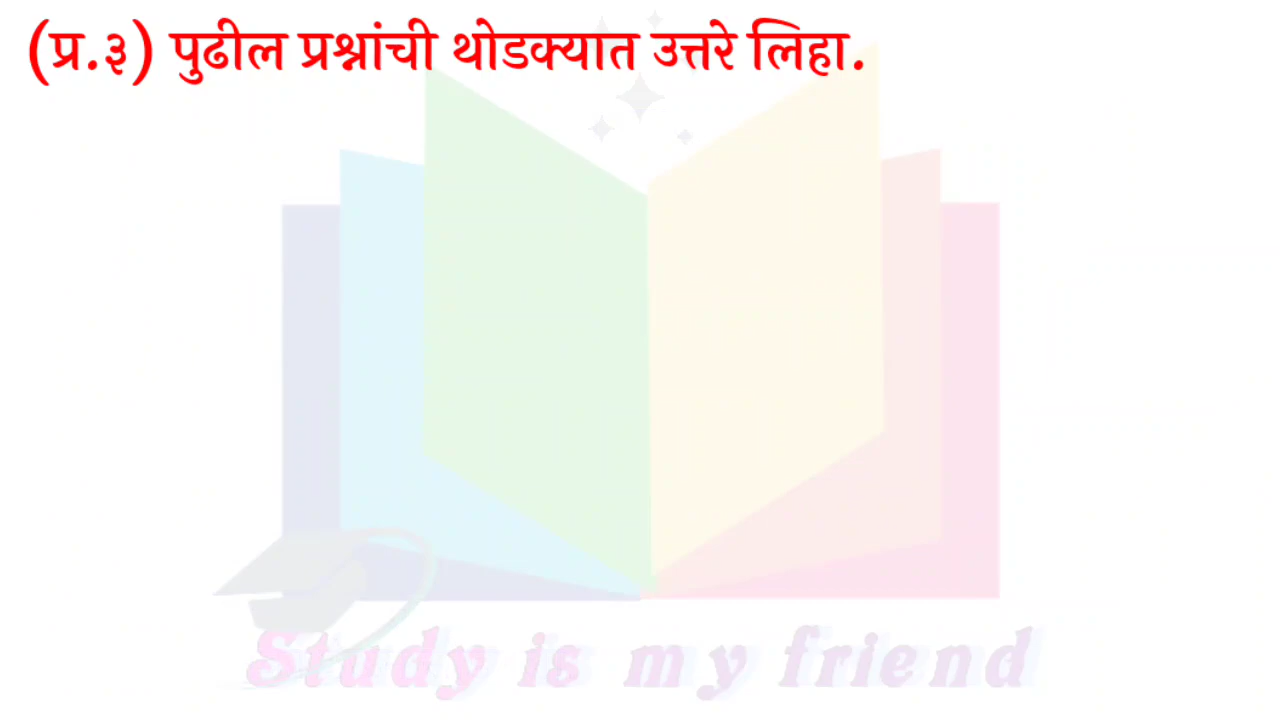 (प्र.३) पुढील प्रश्नांची थोडक्यात उत्तरे लिहा.
Study is my friend